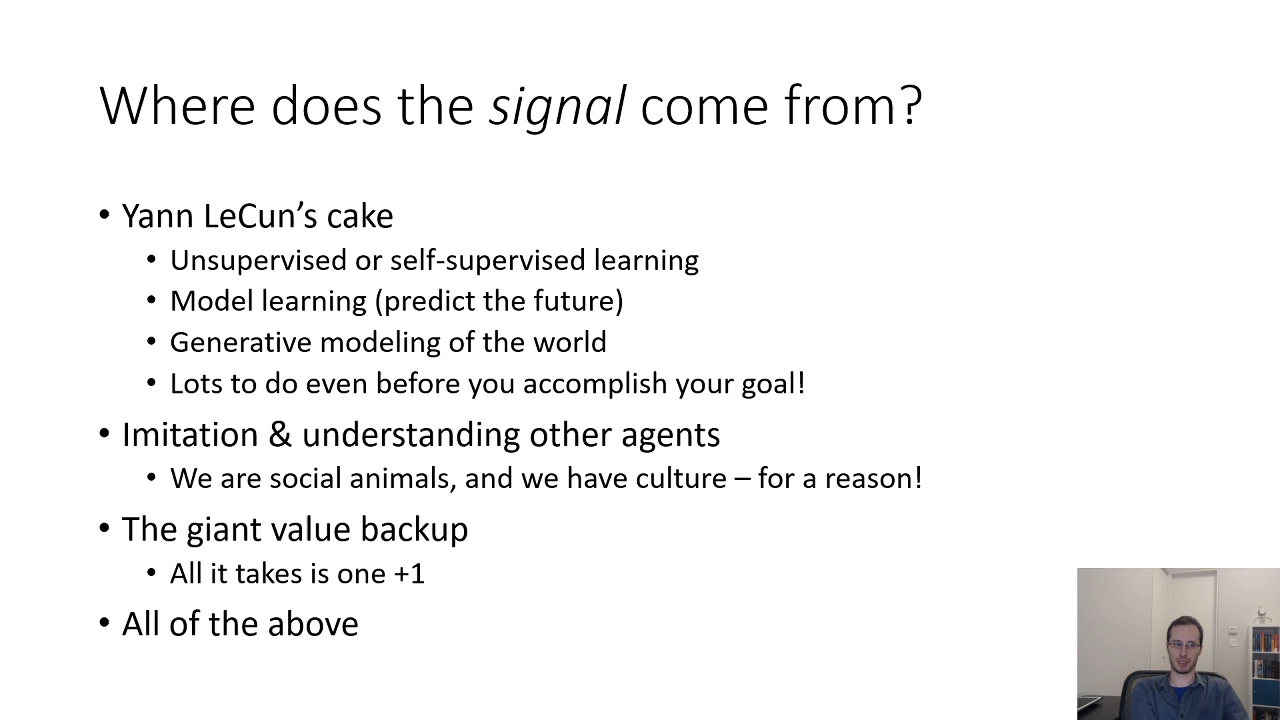 Where does the signal come from?
• Yann LeCun’s cake
• Unsupervised or self-supervised learning
• Model learning (predict the future)
• Generative modeling of the world
• Lots to do even before you accomplish your goal!
• Imitation & understanding other agents
• We are social animals, and we have culture – for a reason!
• The giant value backup
• All it takes is one +1
• All of the above